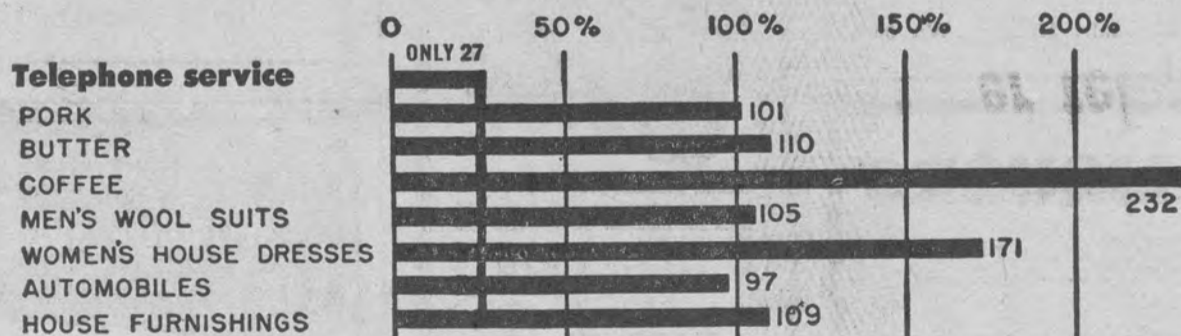 0 50% 100% 150% 200%
ONLY 27
Telephone service
PORK 101
BUTTER 110
COFFEE 232
MEN'S WOOL SUITS 105
WOMEN'S HOUSE DRESSES 171
AUTOMOBILES 97
HOUSE FURNISHINGS 109